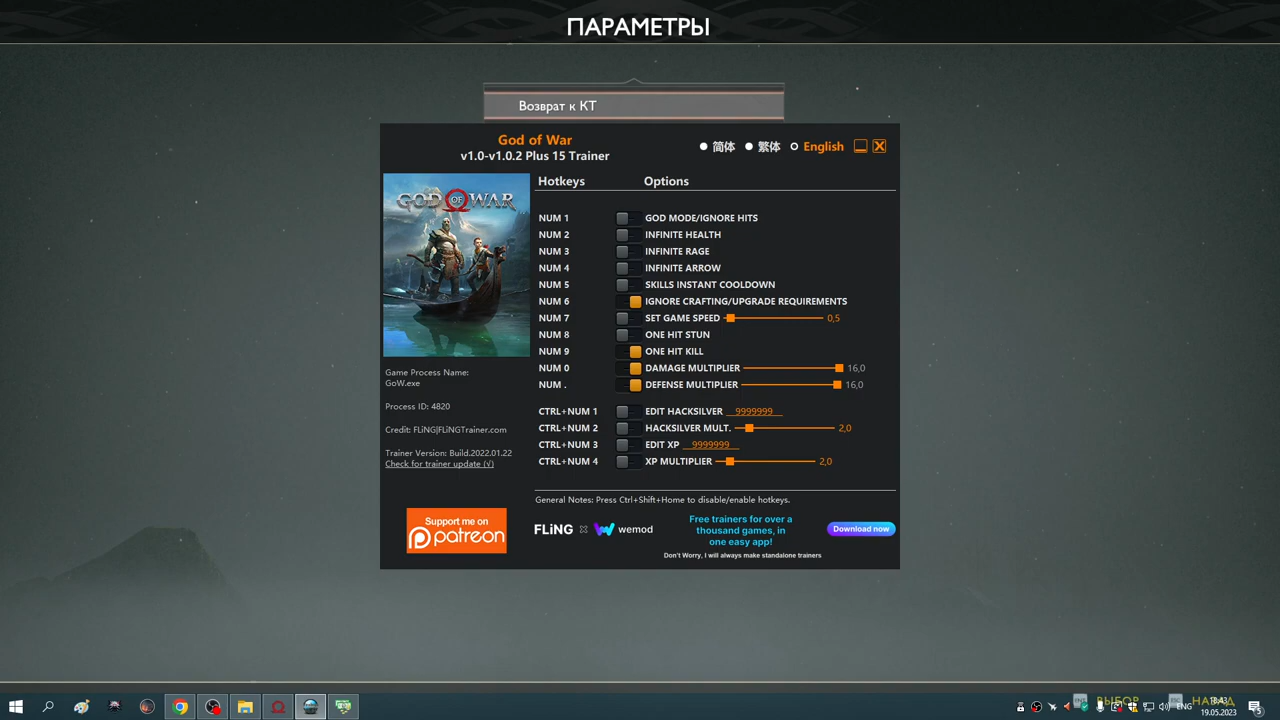 ПАРАМЕТРЫ
Возврат к КТ
God of War
v1.0-v1.0.2 Plus 15 Trainer
简体 繁体 English
GOD OF WAR
Hotkeys Options
NUM 1 GOD MODE/IGNORE HITS
NUM 2 INFINITE HEALTH
NUM 3 INFINITE RAGE
NUM 4 INFINITE ARROW
NUM 5 SKILLS INSTANT COOLDOWN
NUM 6 IGNORE CRAFTING/UPGRADE REQUIREMENTS
NUM 7 SET GAME SPEED 0,5
NUM 8 ONE HIT STUN
NUM 9 ONE HIT KILL
NUM 0 DAMAGE MULTIPLIER 16,0
NUM . DEFENSE MULTIPLIER 16,0
CTRL+NUM 1 EDIT HACKSILVER 9999999
CTRL+NUM 2 HACKSILVER MULT. 2,0
CTRL+NUM 3 EDIT XP 9999999
CTRL+NUM 4 XP MULTIPLIER 2,0
Game Process Name:
GoW.exe
Process ID: 4820
Credit: FLiNG|FLiNGTrainer.com
Trainer Version: Build.2022.01.22
Check for trainer update (√)
General Notes: Press Ctrl+Shift+Home to disable/enable hotkeys.
Support me on
patreon
FLiNG wemod
Free trainers for over a
thousand games, in
one easy app!
Don't Worry, I will always make standalone trainers
Download now
ВЫБОР НАЗАД
ENG
18:43
19.05.2023
5